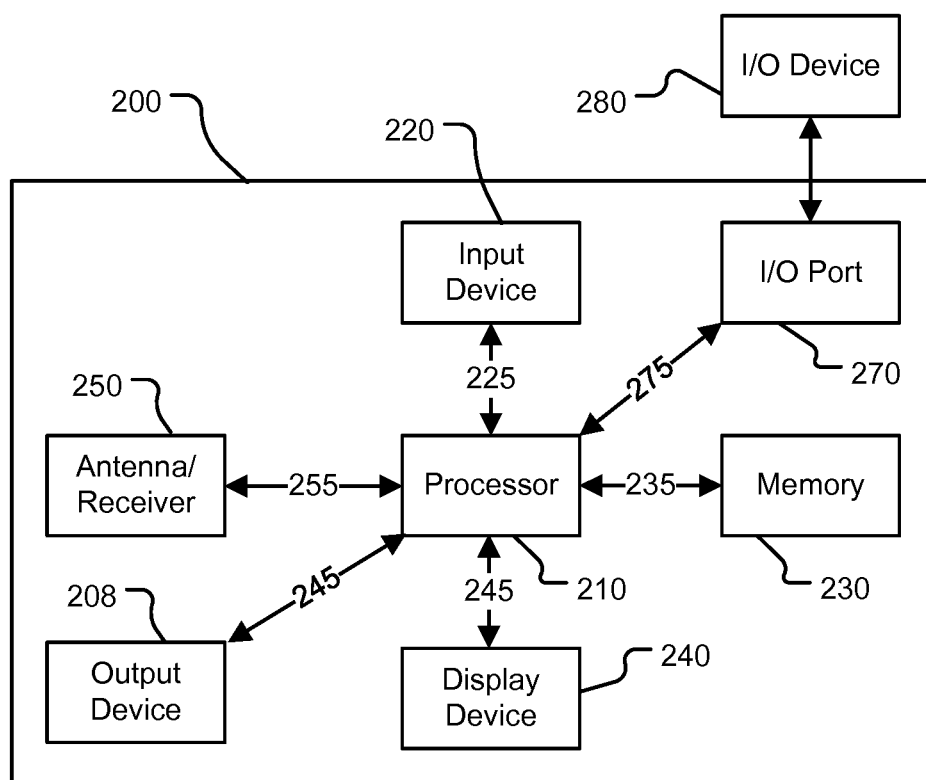 I/O Device
280
200
220
Input
Device
I/O Port
225
275
270
250
Antenna/
Receiver
255
Processor
235
Memory
245
245
210
230
208
Output
Device
Display
Device
240